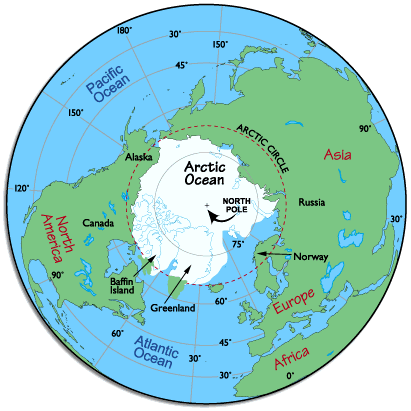 180°
30°
150°
45°
Pacific
Ocean
150°
ARCTIC CIRCLE
90°
Asia
Alaska
Arctic
Ocean
120°
NORTH
POLE
Russia
30°
North
America
Canada
75°
Norway
90°
Baffin
Island
Greenland
60°
Europe
60°
Atlantic
Ocean
45°
30°
30°
45°
Africa
0°